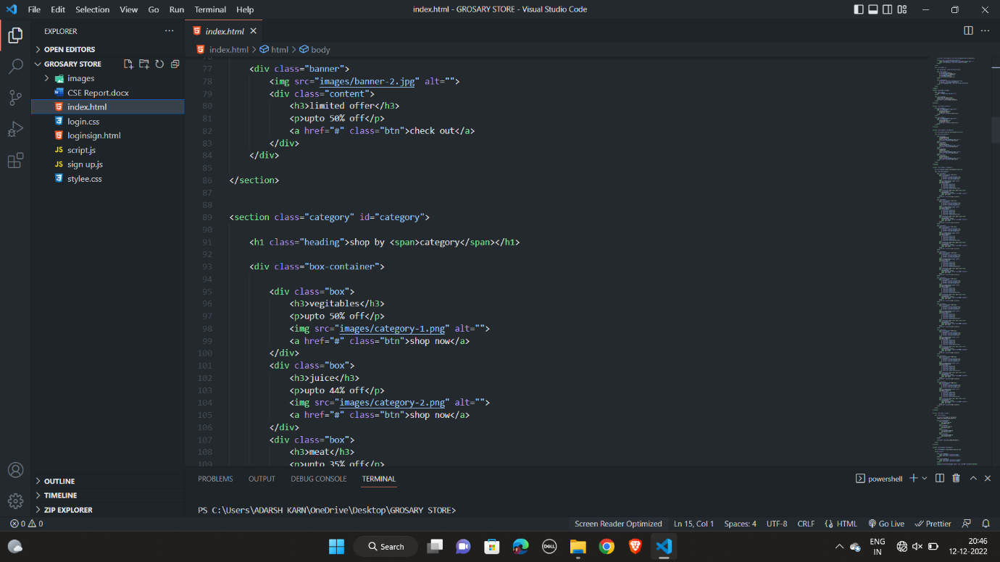 File Edit Selection View Go Run Terminal Help
index.html - GROSARY STORE - Visual Studio Code
EXPLORER
OPEN EDITORS
GROSARY STORE
images
CSE Report.docx
index.html
login.css
loginsign.html
script.js
sign up.js
stylee.css
OUTLINE
TIMELINE
ZIP EXPLORER
index.html
index.html > html > body
77 <div class="banner">
78 <img src="images/banner-2.jpg" alt="">
79 <div class="content">
80 <h3>limited offer</h3>
81 <p>upto 50% off</p>
82 <a href="#" class="btn">check out</a>
83 </div>
84 </div>
85
86 </section>
87
88
89 <section class="category" id="category">
90
91 <h1 class="heading">shop by <span>category</span></h1>
92
93 <div class="box-container">
94
95 <div class="box">
96 <h3>vegitables</h3>
97 <p>upto 50% off</p>
98 <img src="images/category-1.png" alt="">
99 <a href="#" class="btn">shop now</a>
100 </div>
101 <div class="box">
102 <h3>juice</h3>
103 <p>upto 44% off</p>
104 <img src="images/category-2.png" alt="">
105 <a href="#" class="btn">shop now</a>
106 </div>
107 <div class="box">
108 <h3>meat</h3>
109 <p>upto 35% off</p>
PROBLEMS OUTPUT DEBUG CONSOLE TERMINAL
powershell
PS C:\Users\ADARSH KARN\OneDrive\Desktop\GROSARY STORE>
0 0
Screen Reader Optimized Ln 15, Col 1 Spaces: 4 UTF-8 CRLF HTML Go Live Prettier
Search
DELL
ENG
IN
20:46
12-12-2022